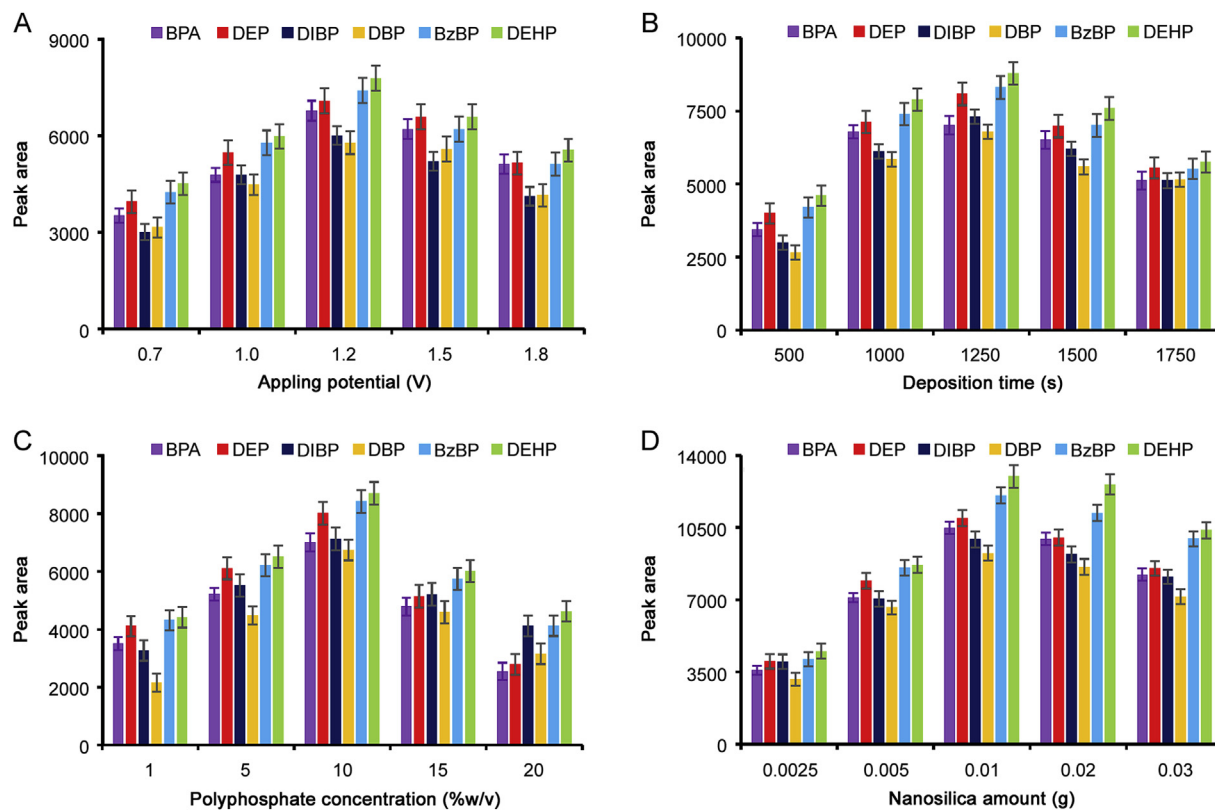 A
BPA DEP DIBP DBP BzBP DEHP
9000
6000
3000
0
Peak area
0.7 1.0 1.2 1.5 1.8
Appling potential (V)
B
BPA DEP DIBP DBP BzBP DEHP
10000
7500
5000
2500
0
Peak area
500 1000 1250 1500 1750
Deposition time (s)
C
BPA DEP DIBP DBP BzBP DEHP
10000
8000
6000
4000
2000
0
Peak area
1 5 10 15 20
Polyphosphate concentration (%w/v)
D
BPA DEP DIBP DBP BzBP DEHP
14000
10500
7000
3500
0
Peak area
0.0025 0.005 0.01 0.02 0.03
Nanosilica amount (g)